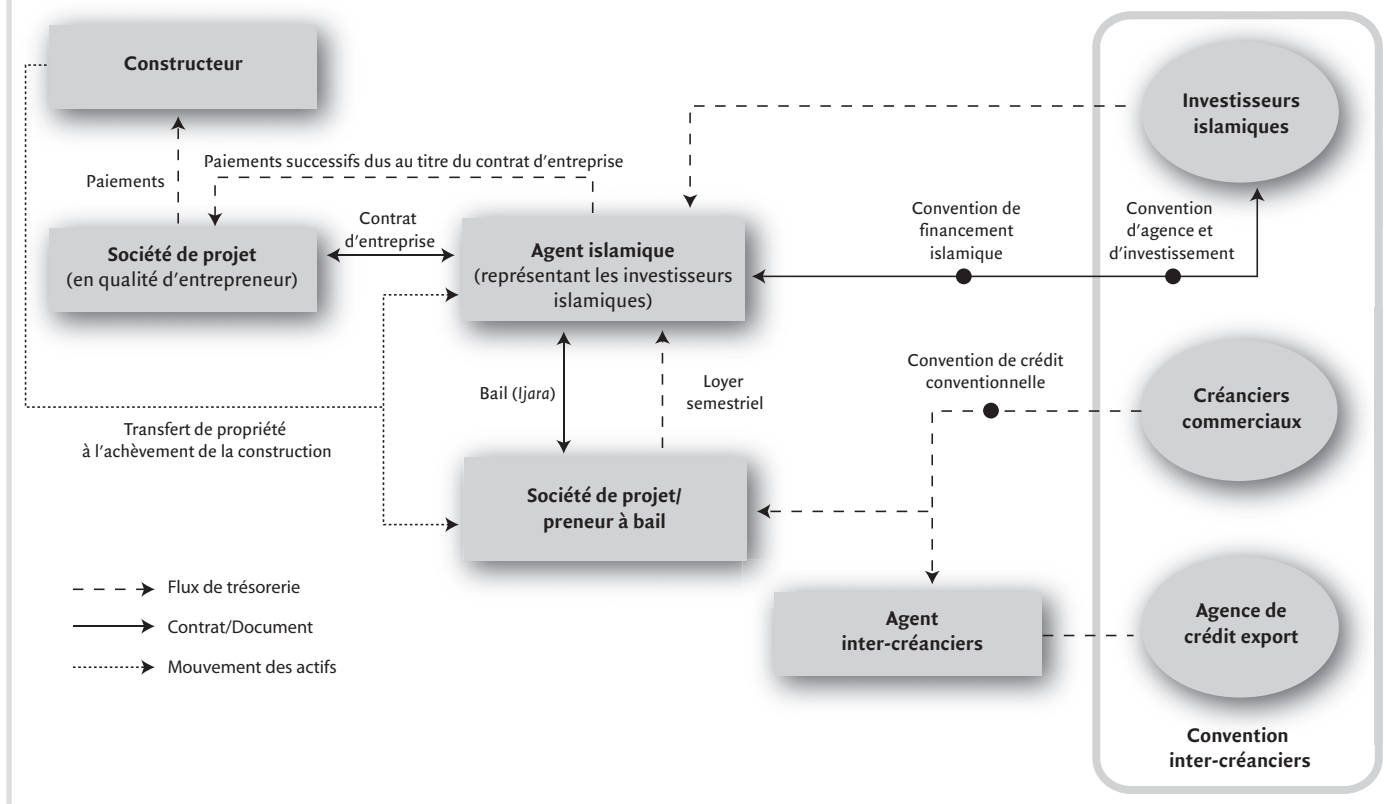 Constructeur
Investisseurs
islamiques
Paiements successifs dus au titre du contrat d'entreprise
Paiements
Contrat
d'entreprise
Société de projet
(en qualité d'entrepreneur)
Agent islamique
(représentant les investisseurs
islamiques)
Convention de
financement
islamique
Convention
d'agence et
d'investissement
Bail (Ijara)
Loyer
semestriel
Convention de crédit
conventionnelle
Créanciers
commerciaux
Transfert de propriété
à l'achèvement de la construction
Société de projet/
preneur à bail
Flux de trésorerie
Contrat/Document
Mouvement des actifs
Agent
inter-créanciers
Agence de
crédit export
Convention
inter-créanciers